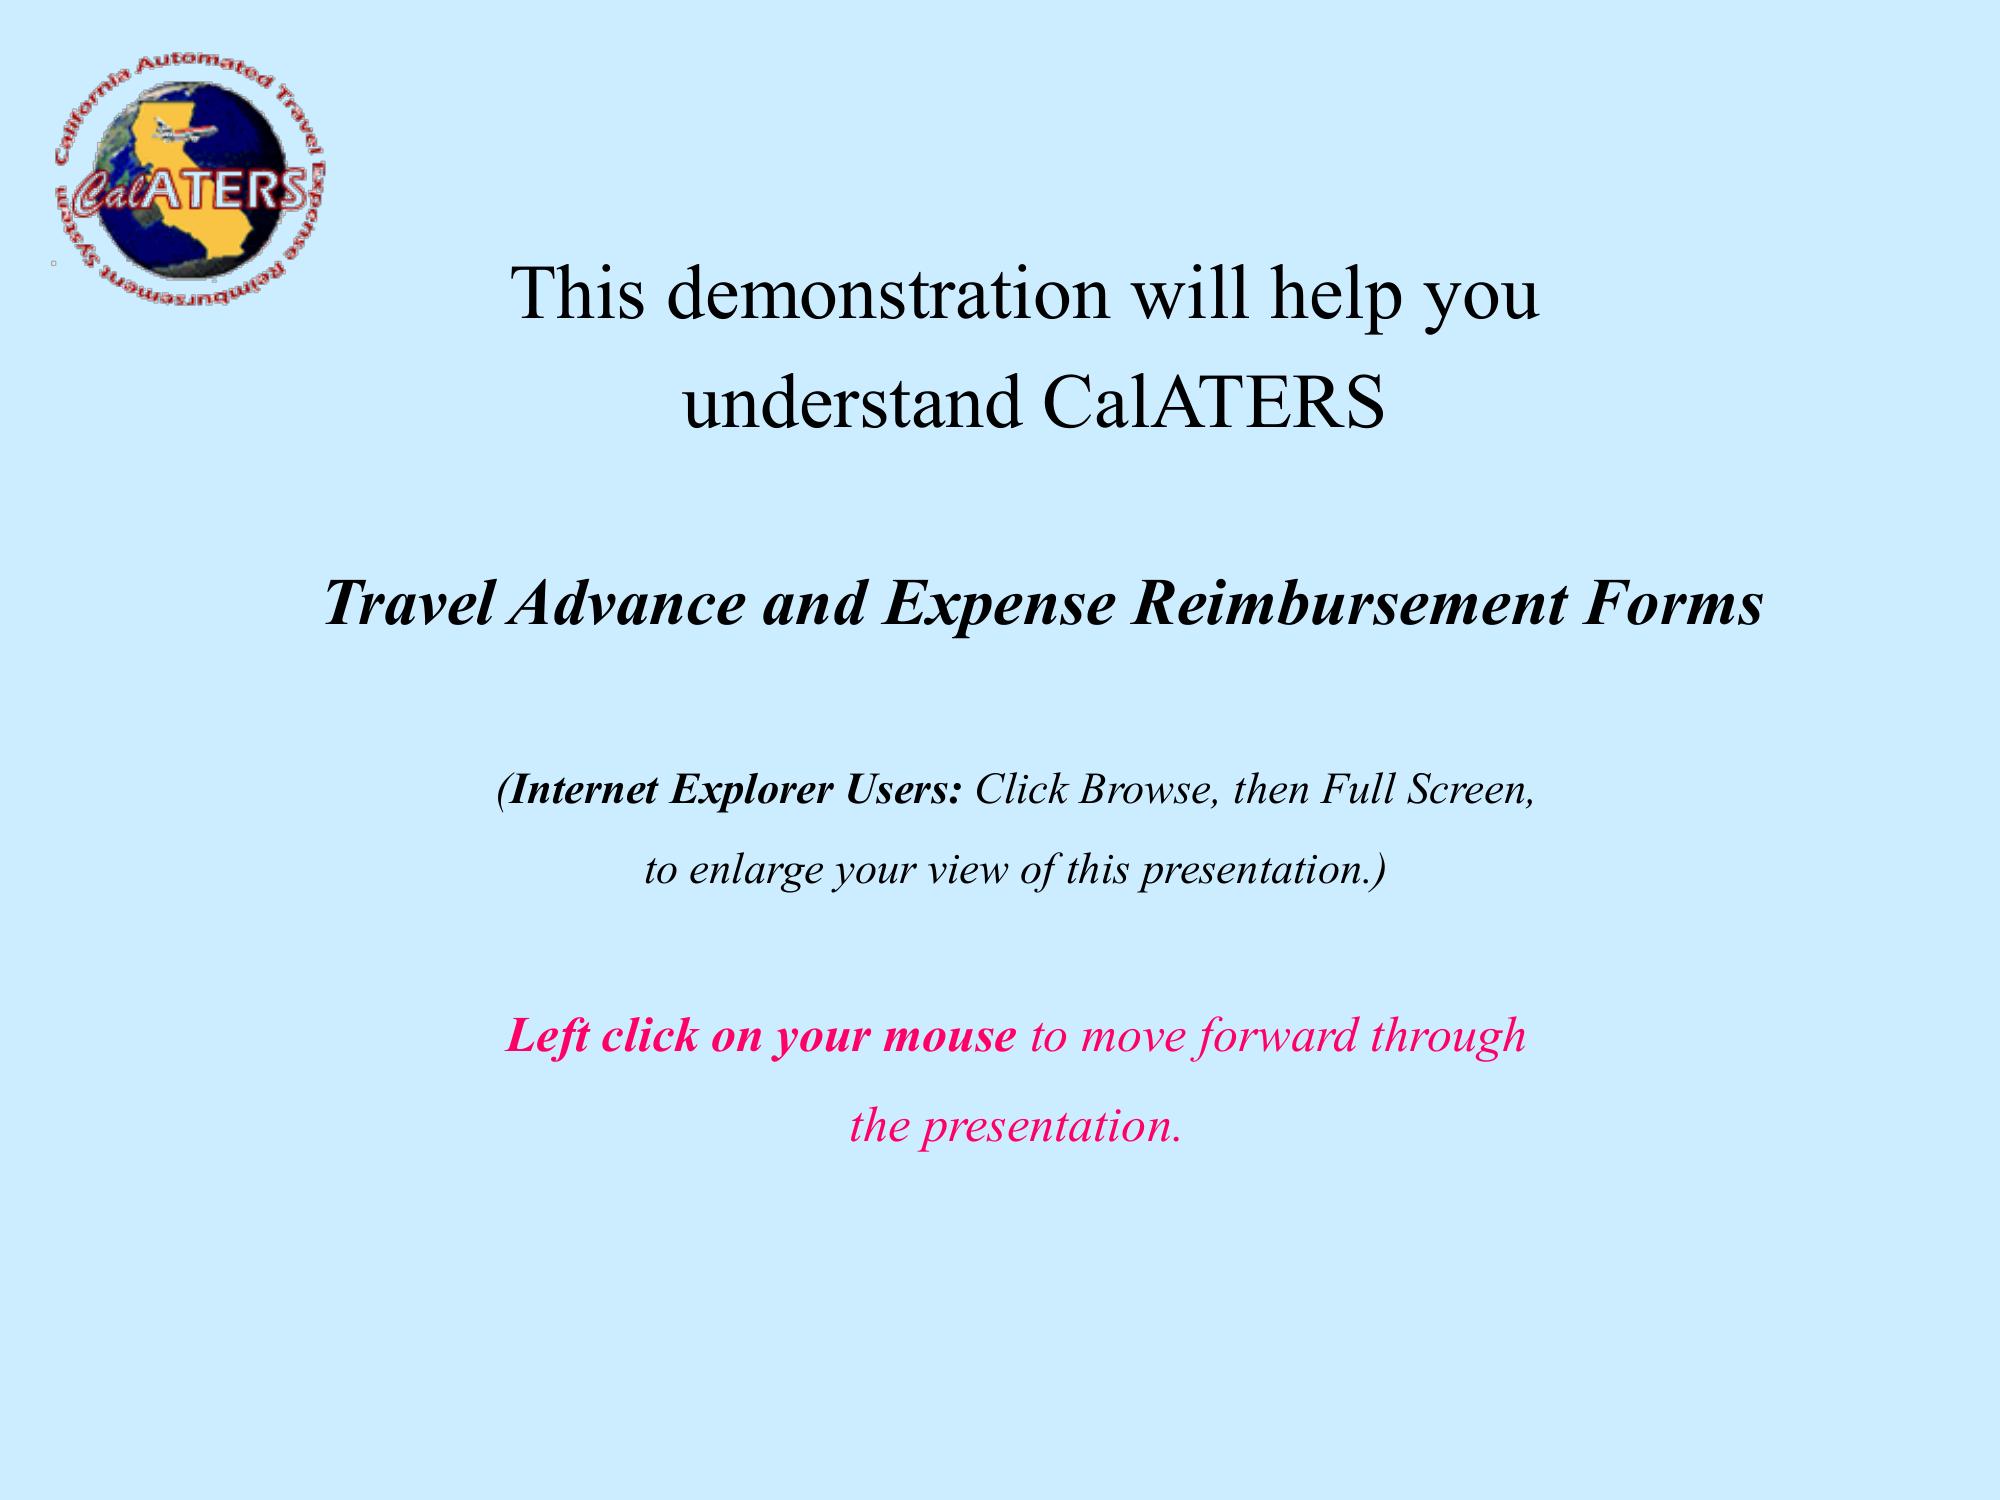 California Automated Travel Expense Reimbursement System
CalATERS
This demonstration will help you
understand CalATERS
Travel Advance and Expense Reimbursement Forms
(Internet Explorer Users: Click Browse, then Full Screen,
to enlarge your view of this presentation.)
Left click on your mouse to move forward through
the presentation.